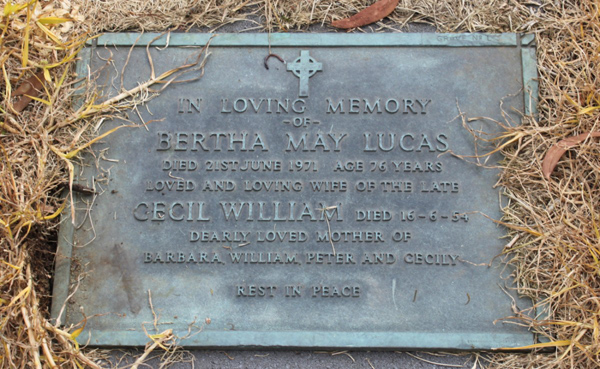 IN LOVING MEMORY
-OF-
BERTHA MAY LUCAS
DIED 21ST JUNE 1971 AGE 76 YEARS
LOVED AND LOVING WIFE OF THE LATE
CECIL WILLIAM DIED 16-6-54
DEARLY LOVED MOTHER OF
BARBARA, WILLIAM, PETER AND CECILY
REST IN PEACE